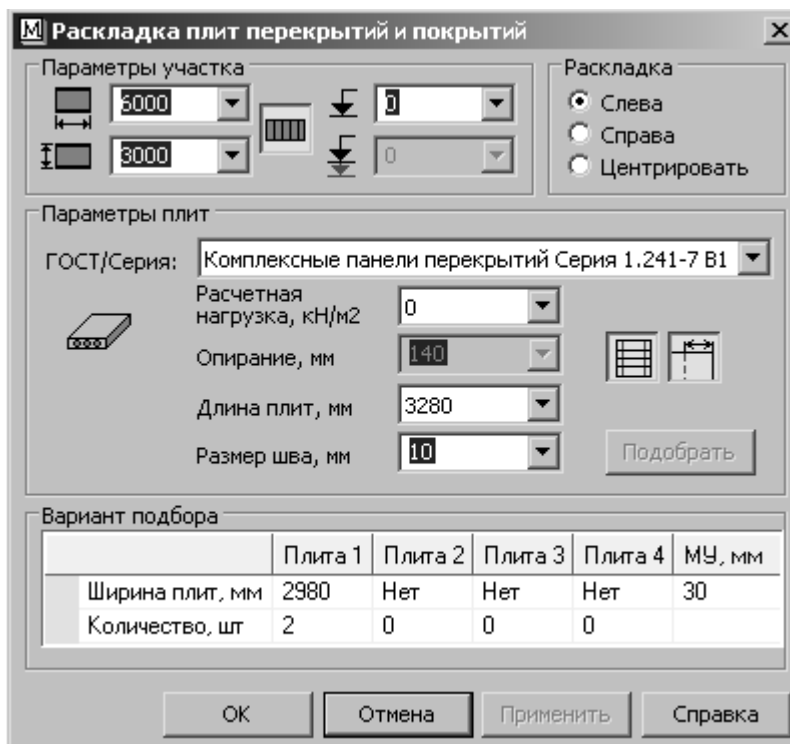 M Раскладка плит перекрытий и покрытий
Параметры участка
6000
0
3000
0
Раскладка
Слева
Справа
Центрировать
Параметры плит
ГОСТ/Серия: Комплексные панели перекрытий Серия 1.241-7 В1
Расчетная нагрузка, кН/м2 0
Опирание, мм 140
Длина плит, мм 3280
Размер шва, мм 10
Подобрать
Вариант подбора
Плита 1 Плита 2 Плита 3 Плита 4 МУ, мм
Ширина плит, мм 2980 Нет Нет Нет 30
Количество, шт 2 0 0 0
ОК Отмена Применить Справка